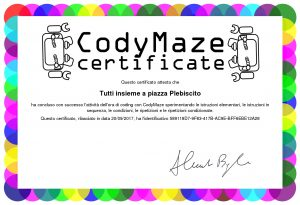 CodyMaze
certificate
Questo certificato attesta che
Tutti insieme a piazza Plebiscito
ha concluso con successo l'attività dell'ora di coding con CodyMaze sperimentando le istruzioni elementari, le istruzioni in
sequenza, le condizioni, le ripetizioni e le ripetizioni condizionate.
Questo certificato, rilasciato in data 20/09/2017, ha l'identificativo